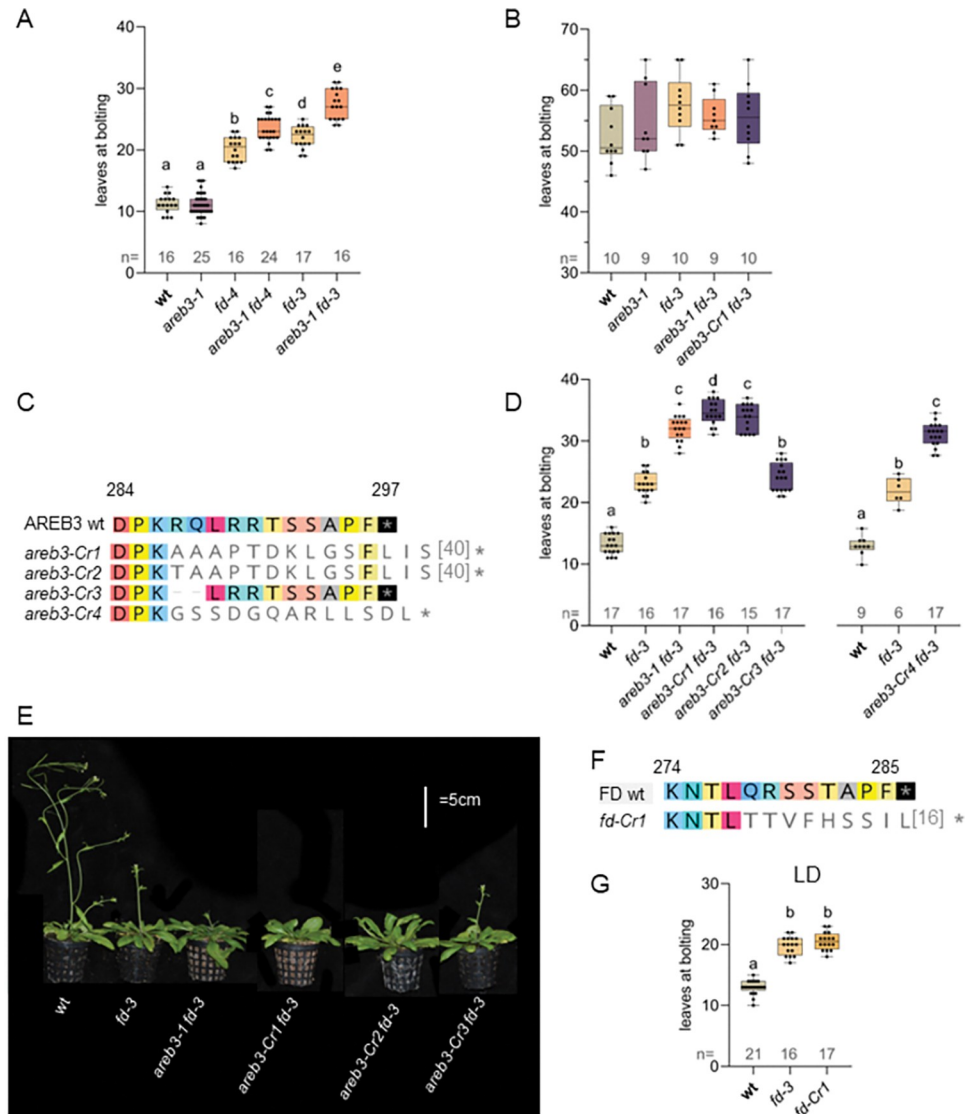 A
40
30
20
10
0
leaves at bolting
a
a
b
c
d
e
n=
16
25
16
24
17
16
wt
areb3-1
fd-4
areb3-1 fd-4
fd-3
areb3-1 fd-3
B
70
60
50
40
30
leaves at bolting
n=
10
9
10
9
10
wt
areb3-1
fd-3
areb3-1 fd-3
areb3-Cr1 fd-3
C
284
297
AREB3 wt DPKRQLRRTSSAPF*
areb3-Cr1 DPKAAAPTDKLGSFLIS[40]*
areb3-Cr2 DPKTAAPTDKLGSFLIS[40]*
areb3-Cr3 DPK--LRRTSSAPF*
areb3-Cr4 DPKGSSDGQARLLSDL*
D
40
30
20
10
0
leaves at bolting
a
b
c
d
c
b
a
b
c
n=
17
16
17
16
15
17
9
6
17
wt
fd-3
areb3-1 fd-3
areb3-Cr1 fd-3
areb3-Cr2 fd-3
areb3-Cr3 fd-3
wt
fd-3
areb3-Cr4 fd-3
E
=5cm
wt
fd-3
areb3-1 fd-3
areb3-Cr1 fd-3
areb3-Cr2 fd-3
areb3-Cr3 fd-3
F
274
285
FD wt KNTLQRSSTAPF*
fd-Cr1 KNTLTTVFHSSIL[16] *
G
LD
30
20
10
0
leaves at bolting
a
b
b
n=
21
16
17
wt
fd-3
fd-Cr1